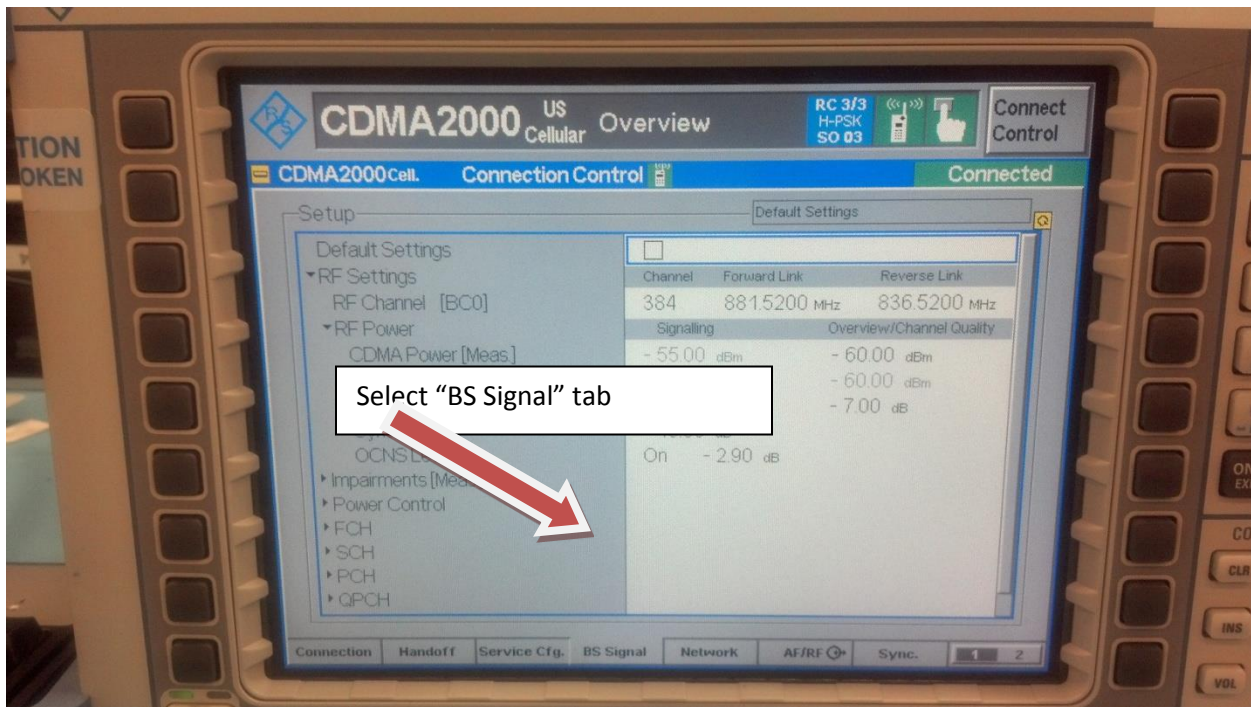 TION
OKEN
R/S
CDMA2000 US Cellular Overview
RC 3/3
H-PSK
SO 03
Connect Control
CDMA2000 Cell. Connection Control Connected
Setup Default Settings
Default Settings
RF Settings Channel Forward Link Reverse Link
RF Channel [BC0] 384 881.5200 MHz 836.5200 MHz
RF Power Signalling Overview/Channel Quality
CDMA Power [Meas.] - 55.00 dBm - 60.00 dBm
- 60.00 dBm
Select “BS Signal” tab
- 7.00 dB
OCNS On - 2.90 dB
Impairments
Power Control
FCH
SCH
PCH
QPCH
Connection Handoff Service Cfg. BS Signal Network AF/RF Sync. 1 2
ON
CO
CLR
INS
VOL